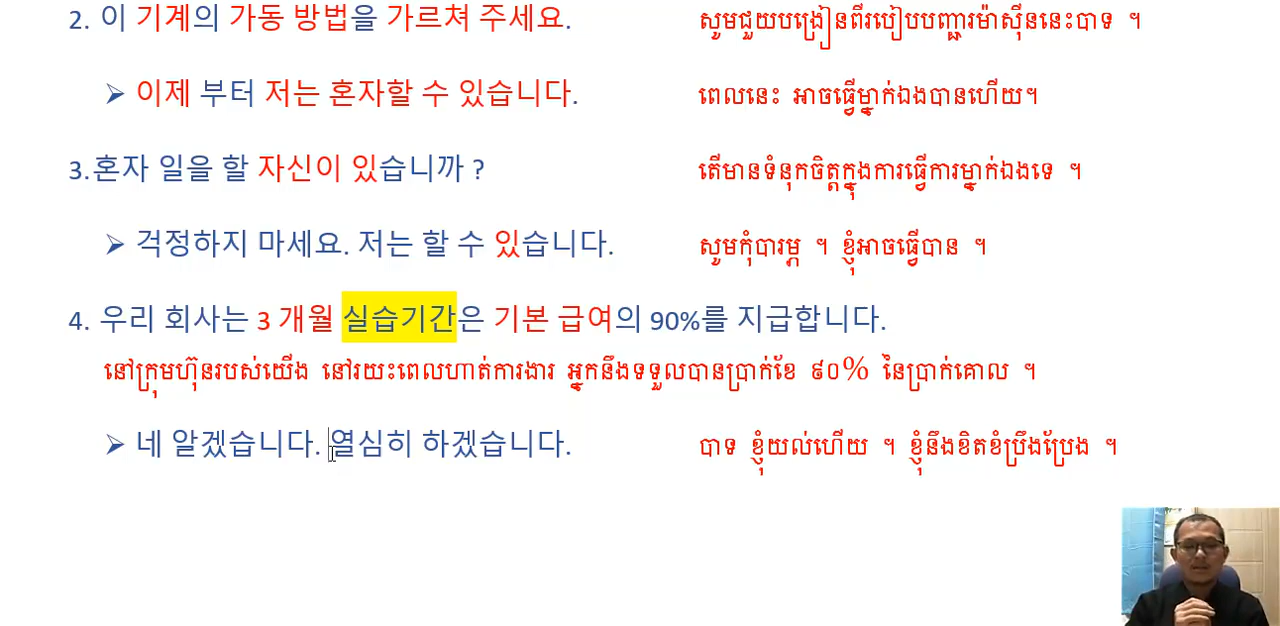 2. 이 기계의 가동 방법을 가르쳐 주세요. សូមជួយបង្រៀនពីរបៀបបញ្ជារម៉ាស៊ីននេះបាទ ។
➢ 이제 부터 저는 혼자할 수 있습니다. ពេលនេះ អាចធ្វើម្នាក់ឯងបានហើយ។
3.혼자 일을 할 자신이 있습니까 ? តើមានទំនុកចិត្តក្នុងការធ្វើការម្នាក់ឯងទេ ។
➢ 걱정하지 마세요. 저는 할 수 있습니다. សូមកុំបារម្ភ ។ ខ្ញុំអាចធ្វើបាន ។
4. 우리 회사는 3 개월 실습기간은 기본 급여의 90%를 지급합니다.
នៅក្រុមហ៊ុនរបស់យើង នៅរយះពេលហាត់ការងារ អ្នកនឹងទទួលបានប្រាក់ខែ ៩០% នៃប្រាក់គោល ។
➢ 네 알겠습니다. 열심히 하겠습니다. បាទ ខ្ញុំយល់ហើយ ។ ខ្ញុំនឹងខិតខំប្រឹងប្រែង ។